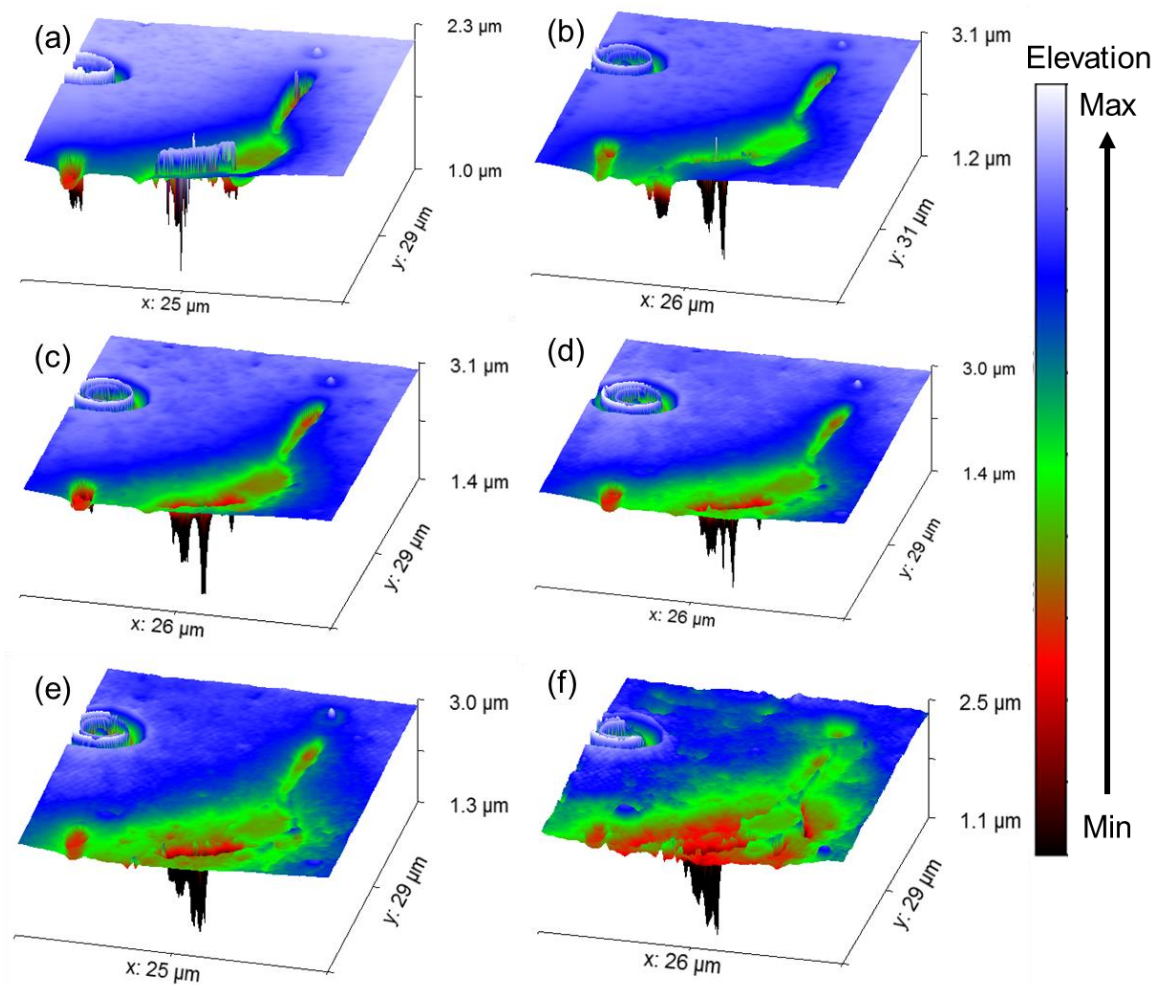 (a)
2.3 µm
1.0 µm
y: 29 µm
x: 25 µm
(b)
3.1 µm
1.2 µm
y: 31 µm
x: 26 µm
Elevation
Max
Min
(c)
3.1 µm
1.4 µm
y: 29 µm
x: 26 µm
(d)
3.0 µm
1.4 µm
y: 29 µm
x: 26 µm
(e)
3.0 µm
1.3 µm
y: 29 µm
x: 25 µm
(f)
2.5 µm
1.1 µm
y: 29 µm
x: 26 µm